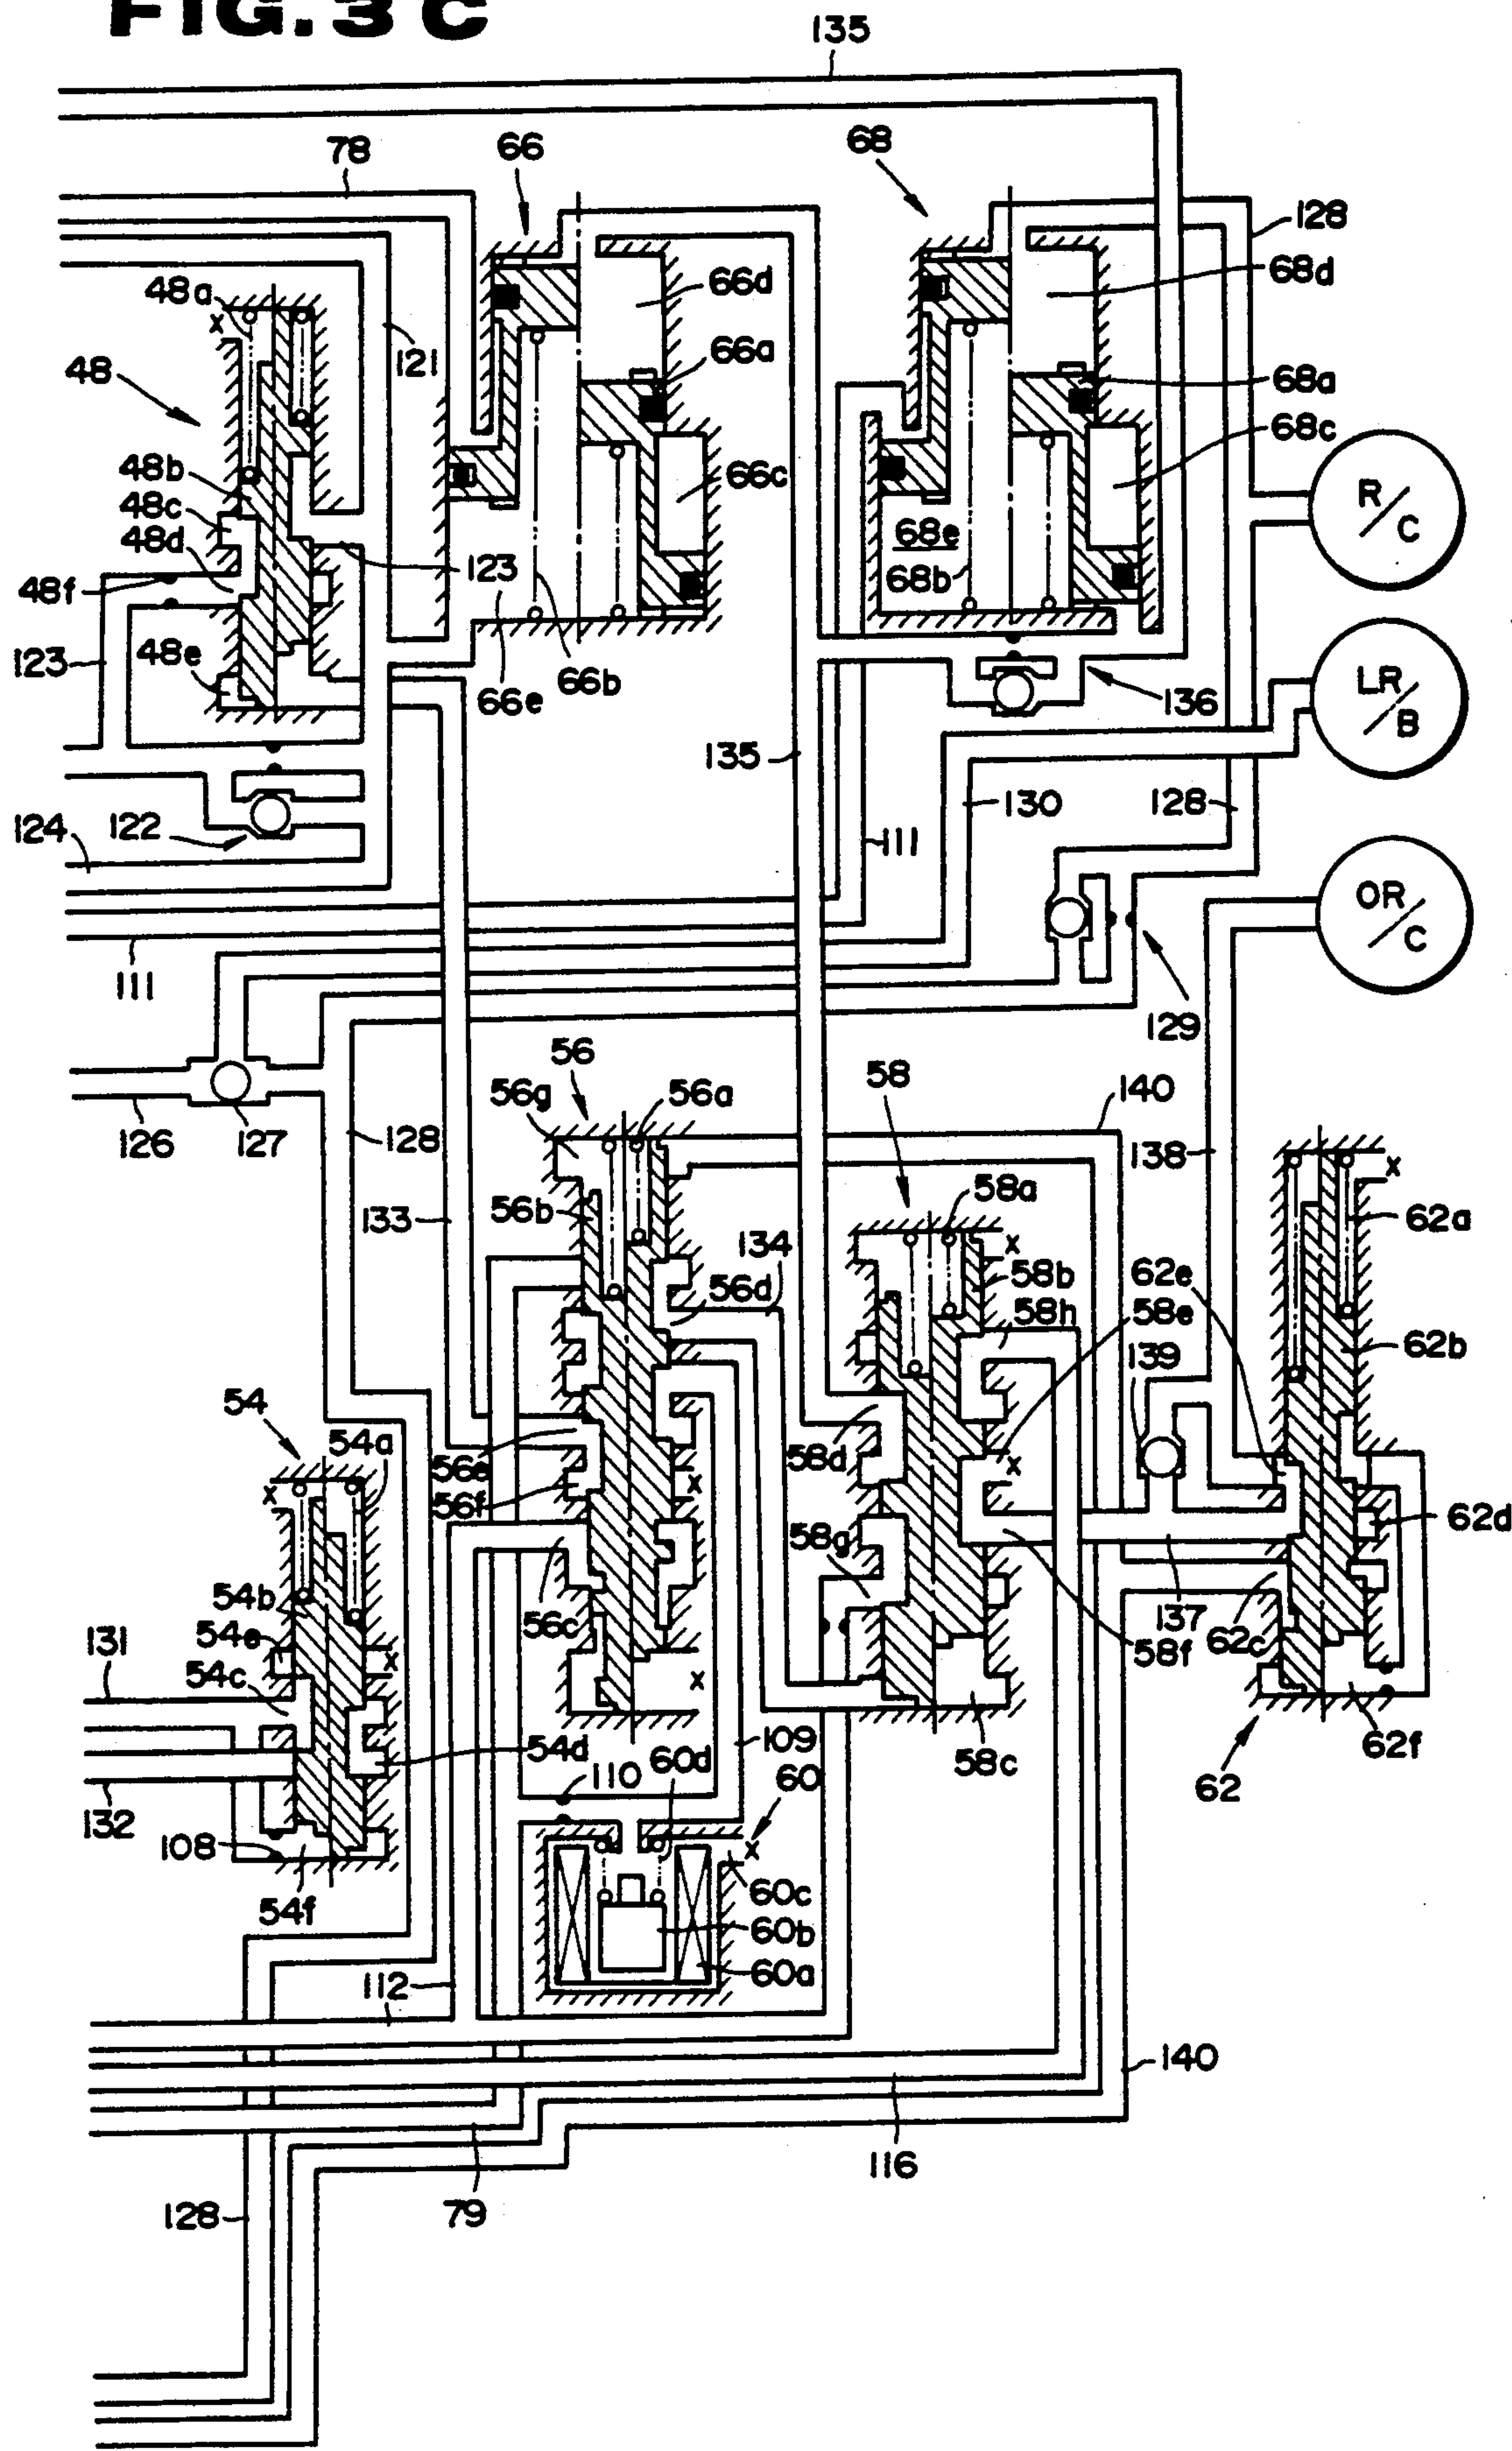 FIG. 3C
135
78
66
68
128
48a
x
66d
68d
121
66a
68a
48
68c
48b
48c
48d
66c
R/C
48f
123
68e
68b
123
48e
66b
66e
136
LR/B
135
130
128
124
122
111
OR/C
111
129
56
56g
56a
58
140
126
127
128
138
x
133
56b
58a
134
62a
56d
x
58b
62e
58h
58e
62b
139
54
54a
58d
56e
x
x
56f
x
62d
58g
54b
56c
137
54e
62c
58f
131
x
54c
x
54d
60d
109
58c
62f
110
60
62
132
108
x
60c
54f
60b
60a
112
140
116
79
128